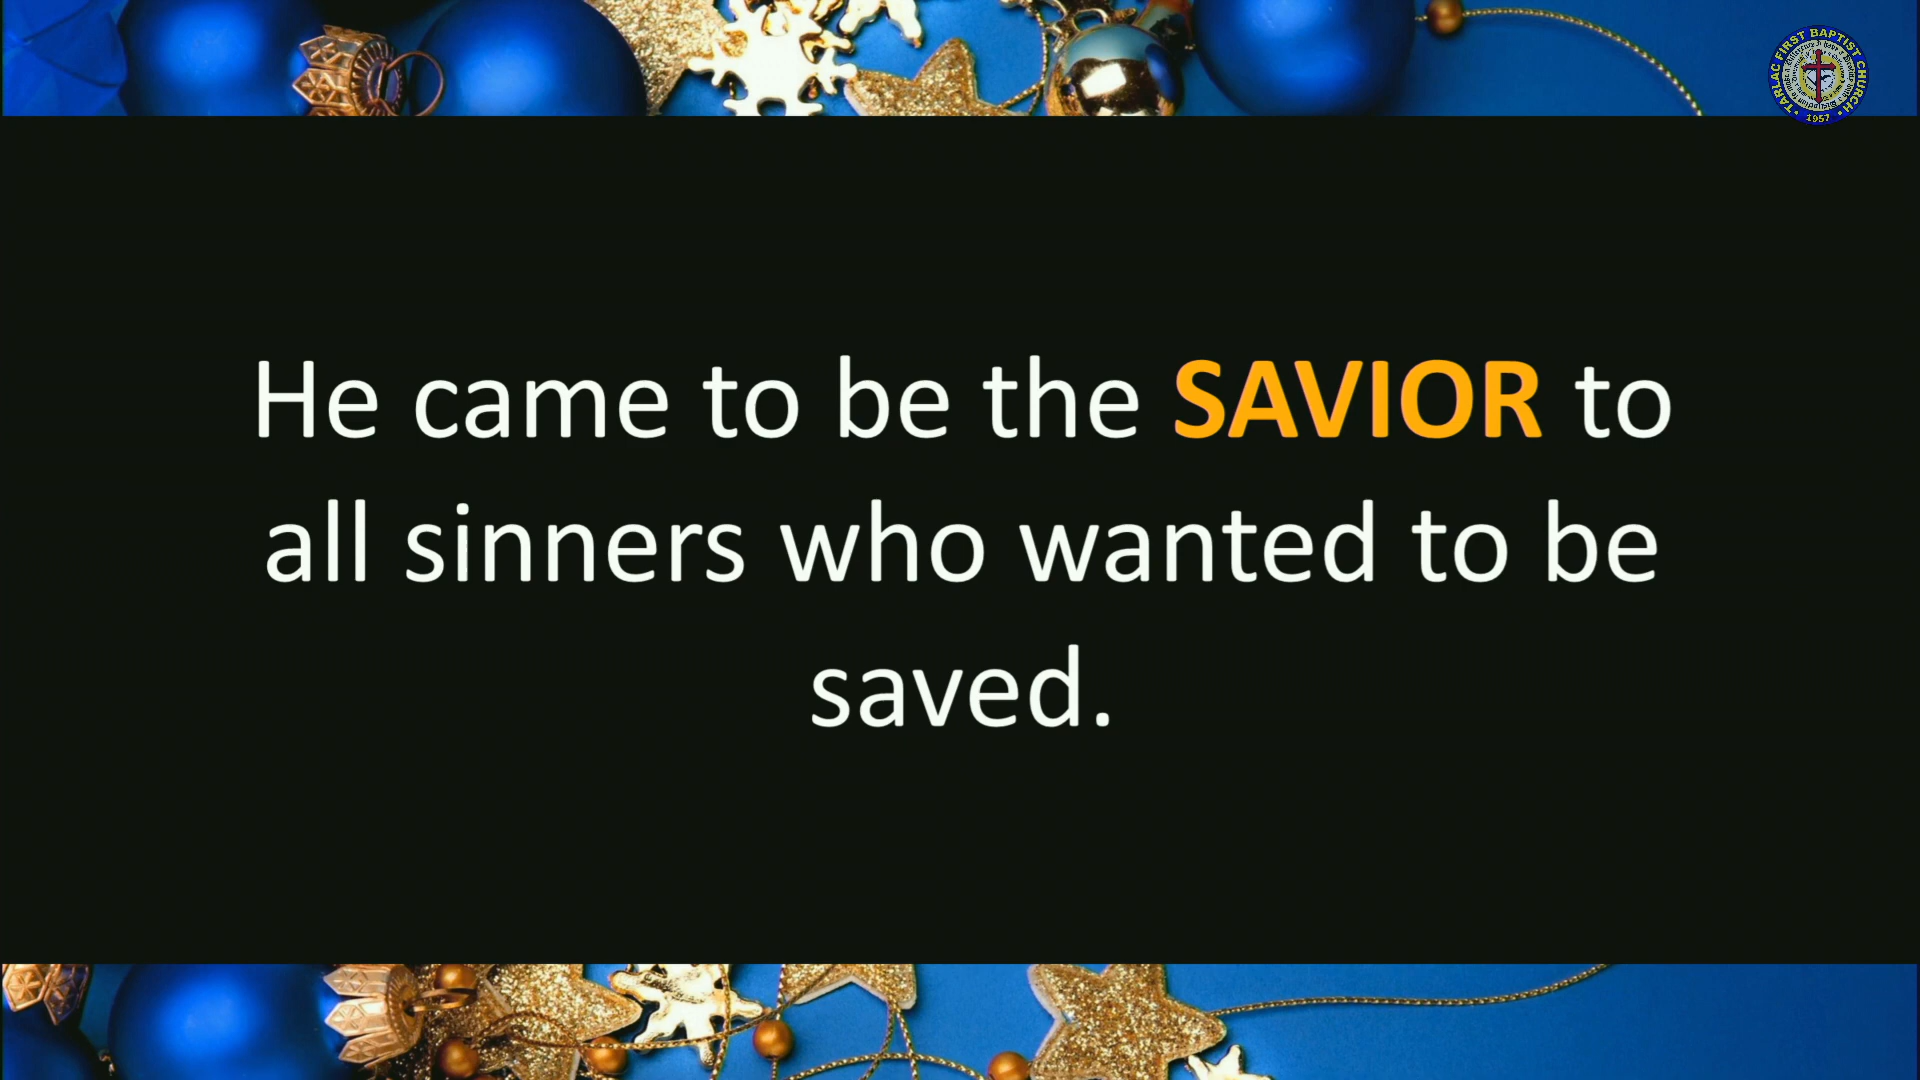 TARLAC FIRST BAPTIST CHURCH
1957
He came to be the SAVIOR to
all sinners who wanted to be
saved.